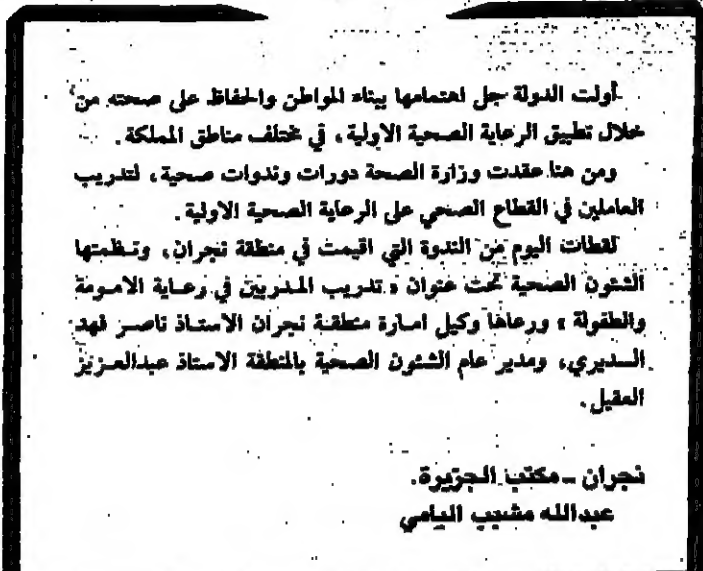 أولت الدولة جل اهتمامها ببناء المواطن والحفاظ على صحته من
خلال تطبيق الرعاية الصحية الاولية، في مختلف مناطق المملكة.
ومن هنا عقدت وزارة الصحة دورات وندوات صحية، لتدريب
العاملين في القطاع الصحي على الرعاية الصحية الاولية.
لقطات اليوم من الندوة التي اقيمت في منطقة نجران، ونظمتها
الشئون الصحية تحت عنوان «تدريب المدربين في رعاية الامومة
والطفولة» ورعاها وكيل امارة منطقة نجران الاستاذ ناصر فهد
السديري، ومدير عام الشئون الصحية بالمنطقة الاستاذ عبدالعزيز
العقيل.
نجران ــ مكتب الجزيرة.
عبدالله مشبب اليامي